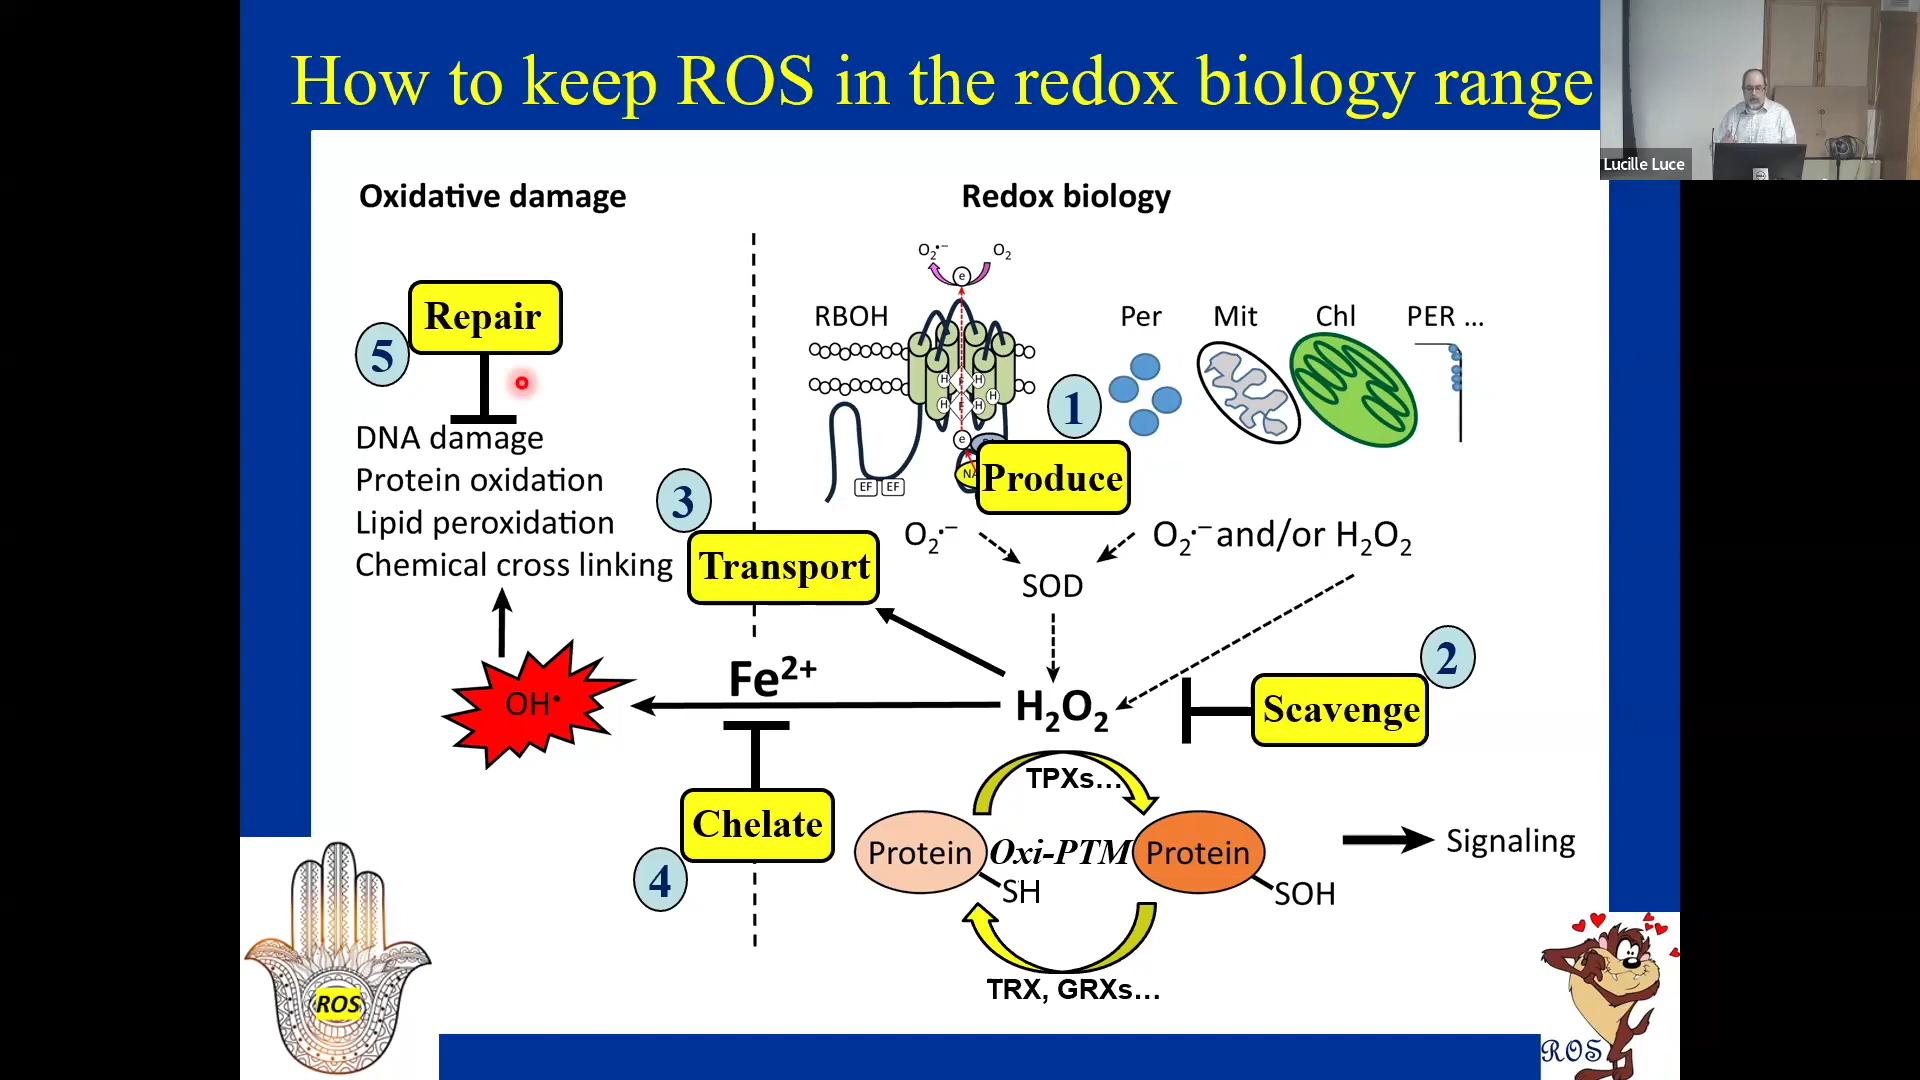 How to keep ROS in the redox biology range
Lucille Luce
Oxidative damage
Redox biology
O₂•⁻
O₂
e
RBOH
Per
Mit
Chl
PER ...
Repair
5
H
H
H
H
H
1
e
Produce
EF
EF
DNA damage
Protein oxidation
Lipid peroxidation
Chemical cross linking
3
Transport
O₂•⁻
O₂•⁻ and/or H₂O₂
SOD
2
Scavenge
Fe²⁺
OH•
H₂O₂
TPXs...
Chelate
4
Protein
Oxi-PTM
Protein
Signaling
SH
SOH
TRX, GRXs...
ROS
ROS